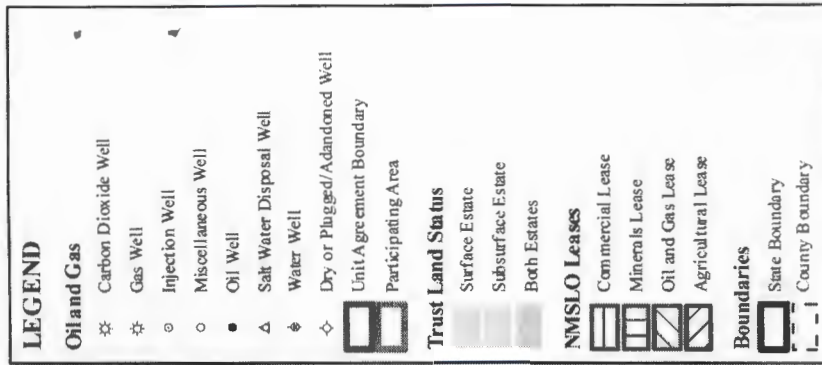 LEGEND
Oil and Gas
Carbon Dioxide Well
Gas Well
Injection Well
Miscellaneous Well
Oil Well
Salt Water Disposal Well
Water Well
Dry or Plugged/Adandoned Well
Unit Agreement Boundary
Participating Area
Trust Land Status
Surface Estate
Subsurface Estate
Both Estates
NMSLO Leases
Commercial Lease
Minerals Lease
Oil and Gas Lease
Agricultural Lease
Boundaries
State Boundary
County Boundary